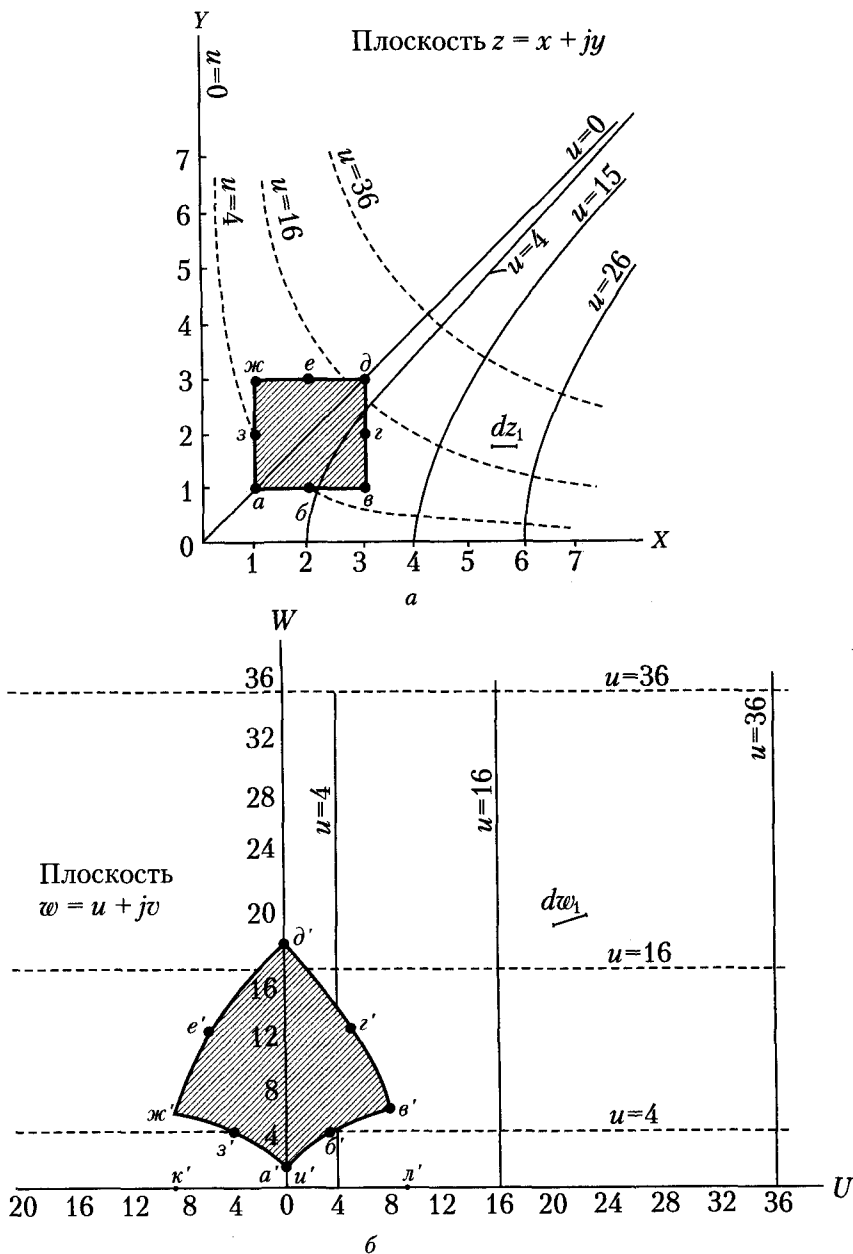 Y
Плоскость z = x + jy
u=0
u=0
7
u=4
u=16
u=36
u=15
6
5
u=4
u=26
4
ж
е
д
3
з
г
2
dz₁
1
а
б
в
0
1
2
3
4
5
6
7
X
а
W
36
u=36
u=36
32
28
u=4
u=16
24
Плоскость
w = u + jv
20
dw₁
д'
u=16
16
е'
12
г'
8
ж'
в'
u=4
з'
4
б'
к'
а'
и'
л'
20 16 12 8 4 0 4 8 12 16 20 24 28 32 36 U
б